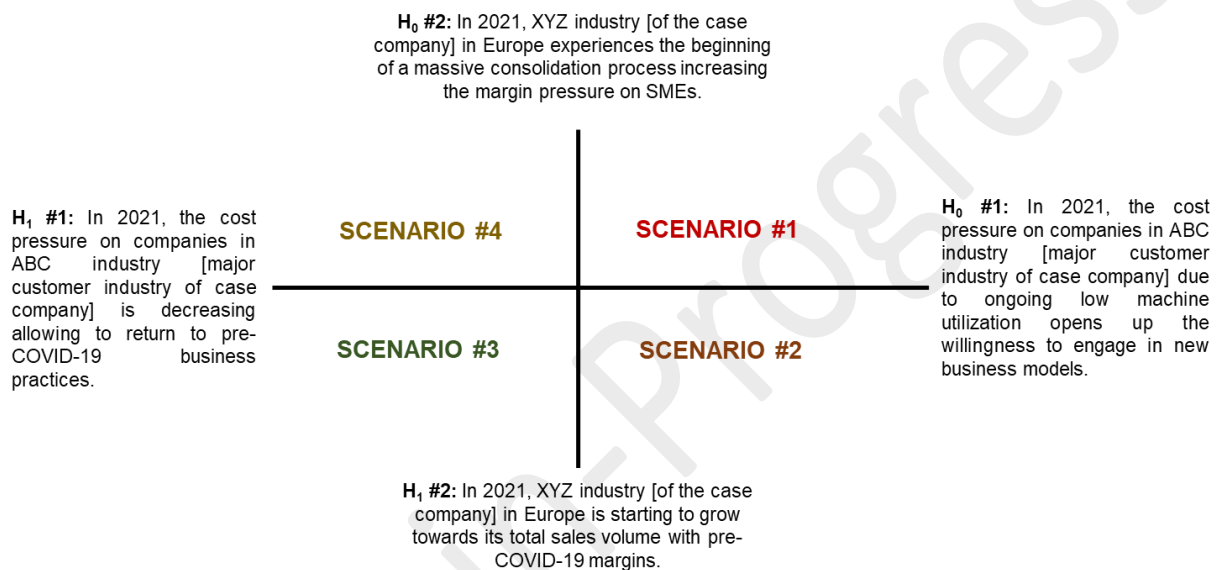 H₀ #2: In 2021, XYZ industry [of the case
company] in Europe experiences the beginning
of a massive consolidation process increasing
the margin pressure on SMEs.
H₁ #1: In 2021, the cost
pressure on companies in
ABC industry [major
customer industry of case
company] is decreasing
allowing to return to pre-
COVID-19 business
practices.
SCENARIO #4
SCENARIO #1
SCENARIO #3
SCENARIO #2
H₀ #1: In 2021, the cost
pressure on companies in ABC
industry [major customer
industry of case company] due
to ongoing low machine
utilization opens up the
willingness to engage in new
business models.
H₁ #2: In 2021, XYZ industry [of the case
company] in Europe is starting to grow
towards its total sales volume with pre-
COVID-19 margins.
in-Progress